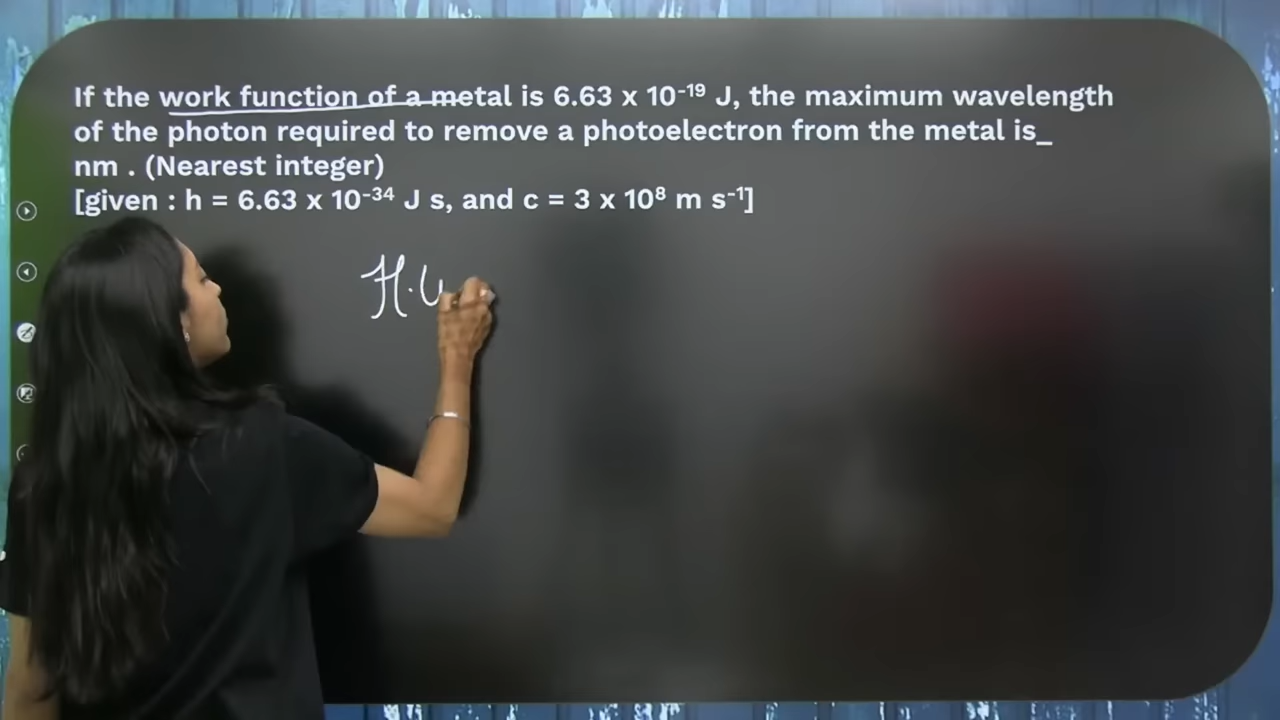 If the work function of a metal is 6.63 x 10⁻¹⁹ J, the maximum wavelength
of the photon required to remove a photoelectron from the metal is_
nm . (Nearest integer)
[given : h = 6.63 x 10⁻³⁴ J s, and c = 3 x 10⁸ m s⁻¹]
H.